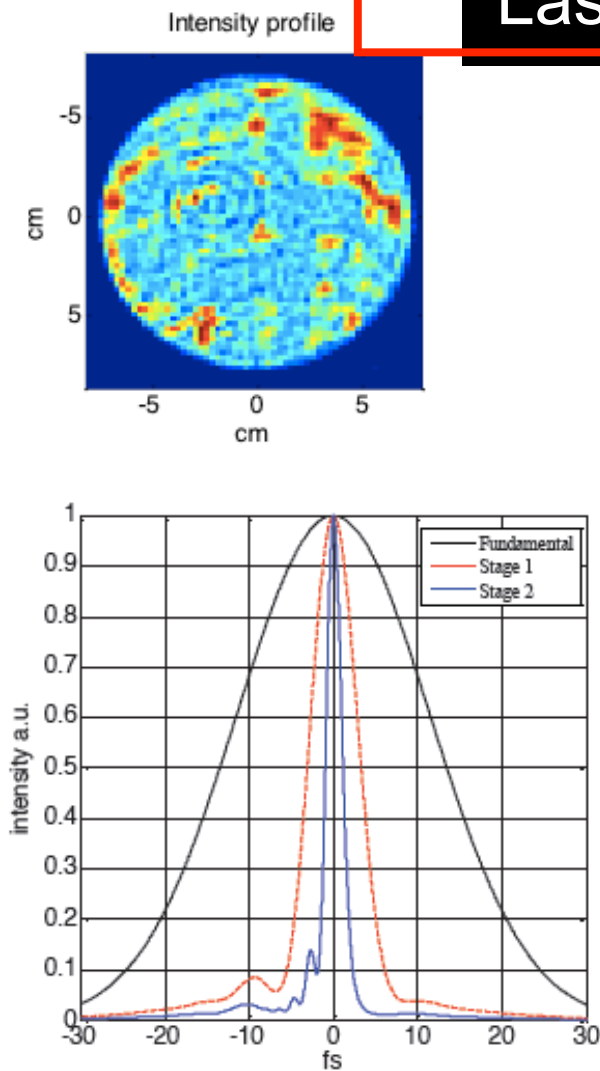 Las
Intensity profile
-5
0
5
cm
-5 0 5
cm
1
0.9
0.8
0.7
0.6
0.5
0.4
0.3
0.2
0.1
0
intensity a.u.
Fundamental
Stage 1
Stage 2
-30 -20 -10 0 10 20 30
fs